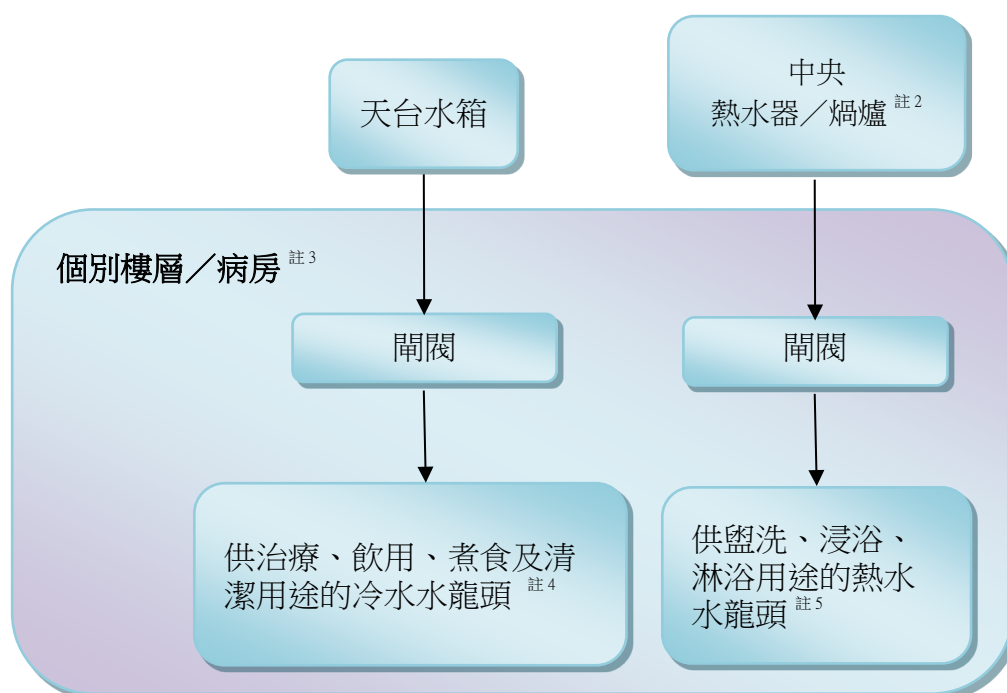 天台水箱
中央
熱水器／焗爐 註2
個別樓層／病房 註3
閘閥
閘閥
供治療、飲用、煮食及清
潔用途的冷水水龍頭 註4
供盥洗、浸浴、
淋浴用途的熱水
水龍頭 註5